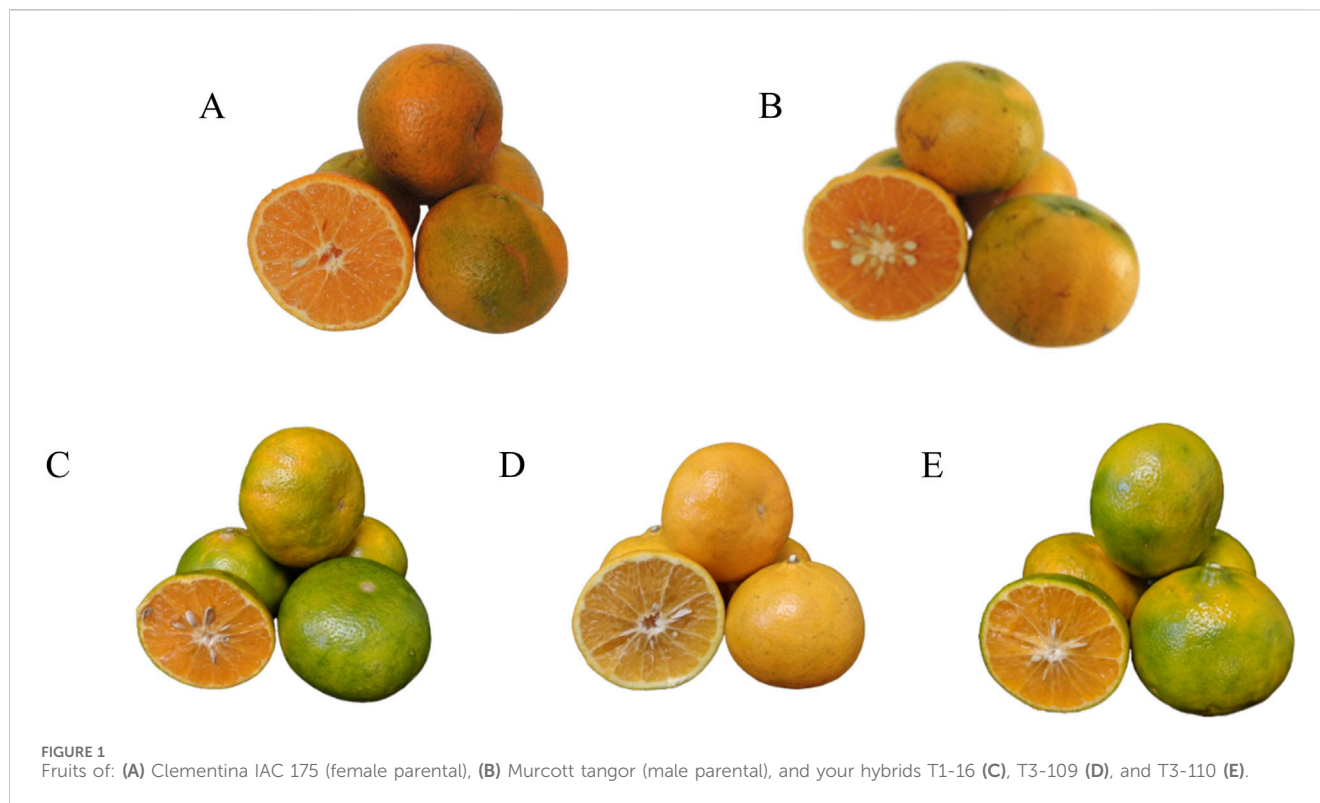 A
B
C
D
E
FIGURE 1
Fruits of: (A) Clementina IAC 175 (female parental), (B) Murcott tangor (male parental), and your hybrids T1-16 (C), T3-109 (D), and T3-110 (E).